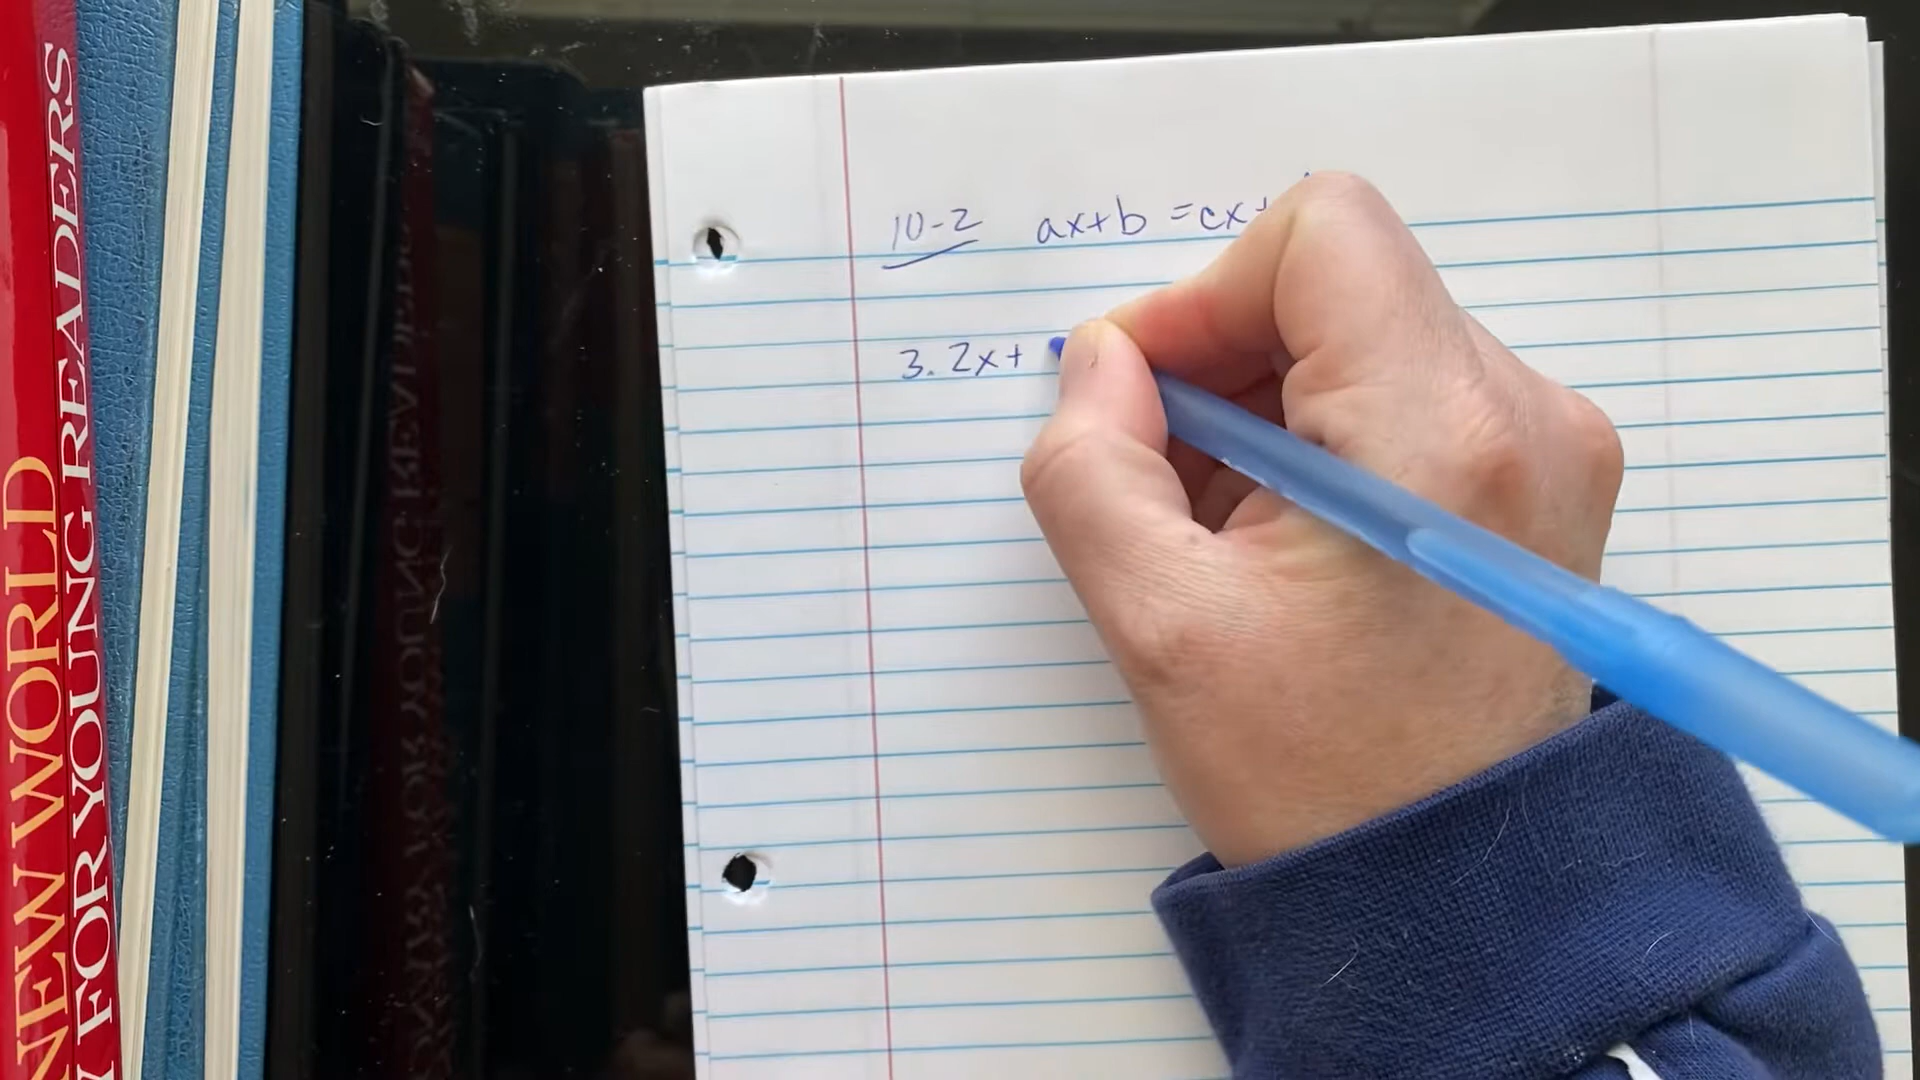 NEW WORLD
FOR YOUNG READERS
10-2 ax+b =cx+
3. 2x+